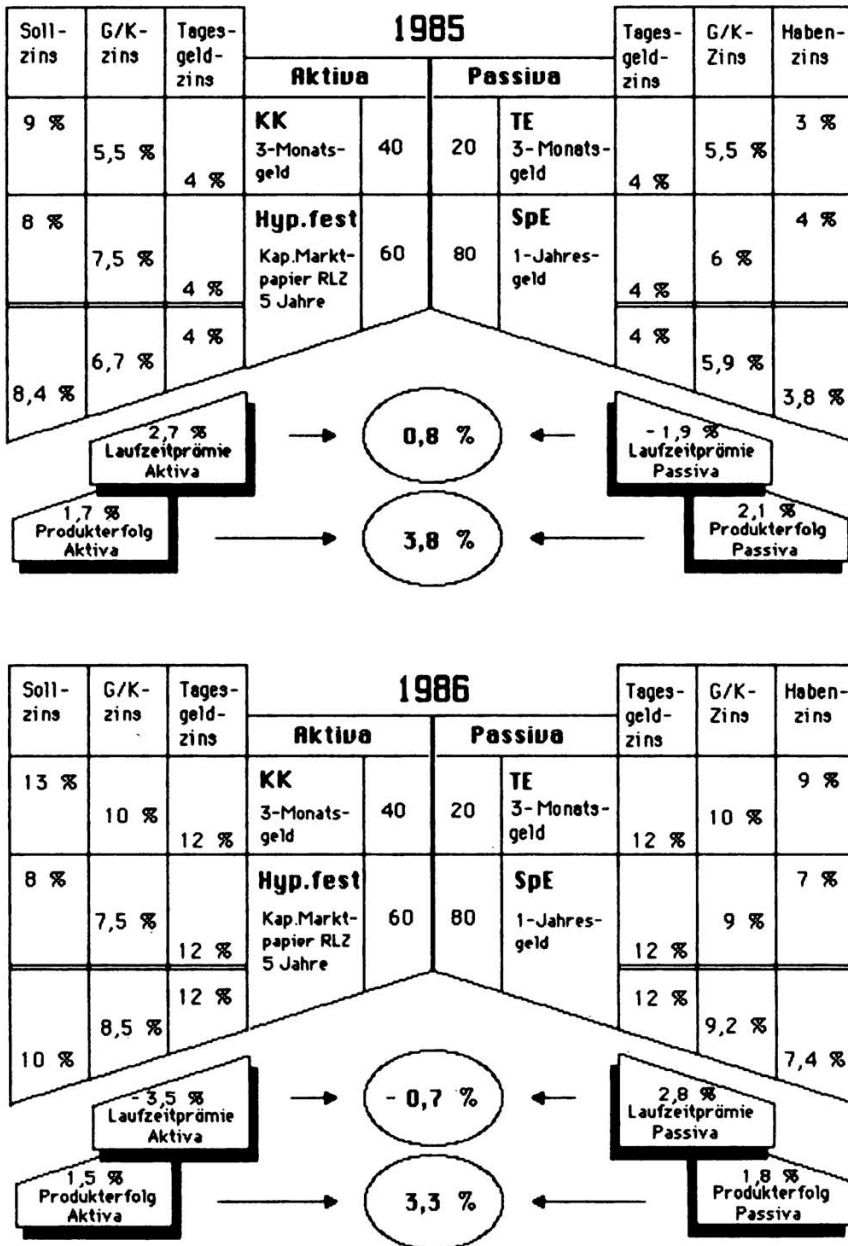 1985
Soll-
zins
G/K-
zins
Tages-
geld-
zins
Aktiva
Passiva
Tages-
geld-
zins
G/K-
Zins
Haben-
zins
9 %
5,5 %
4 %
KK
3-Monats-
geld
40
20
TE
3-Monats-
geld
4 %
5,5 %
3 %
8 %
7,5 %
4 %
Hyp.fest
Kap.Markt-
papier RLZ
5 Jahre
60
80
SpE
1-Jahres-
geld
4 %
6 %
4 %
8,4 %
6,7 %
4 %
4 %
5,9 %
3,8 %
2,7 %
Laufzeitprämie
Aktiva
0,8 %
- 1,9 %
Laufzeitprämie
Passiva
1,7 %
Produkterfolg
Aktiva
3,8 %
2,1 %
Produkterfolg
Passiva
1986
Soll-
zins
G/K-
zins
Tages-
geld-
zins
Aktiva
Passiva
Tages-
geld-
zins
G/K-
Zins
Haben-
zins
13 %
10 %
12 %
KK
3-Monats-
geld
40
20
TE
3-Monats-
geld
12 %
10 %
9 %
8 %
7,5 %
12 %
Hyp.fest
Kap.Markt-
papier RLZ
5 Jahre
60
80
SpE
1-Jahres-
geld
12 %
9 %
7 %
10 %
8,5 %
12 %
12 %
9,2 %
7,4 %
- 3,5 %
Laufzeitprämie
Aktiva
- 0,7 %
2,8 %
Laufzeitprämie
Passiva
1,5 %
Produkterfolg
Aktiva
3,3 %
1,8 %
Produkterfolg
Passiva